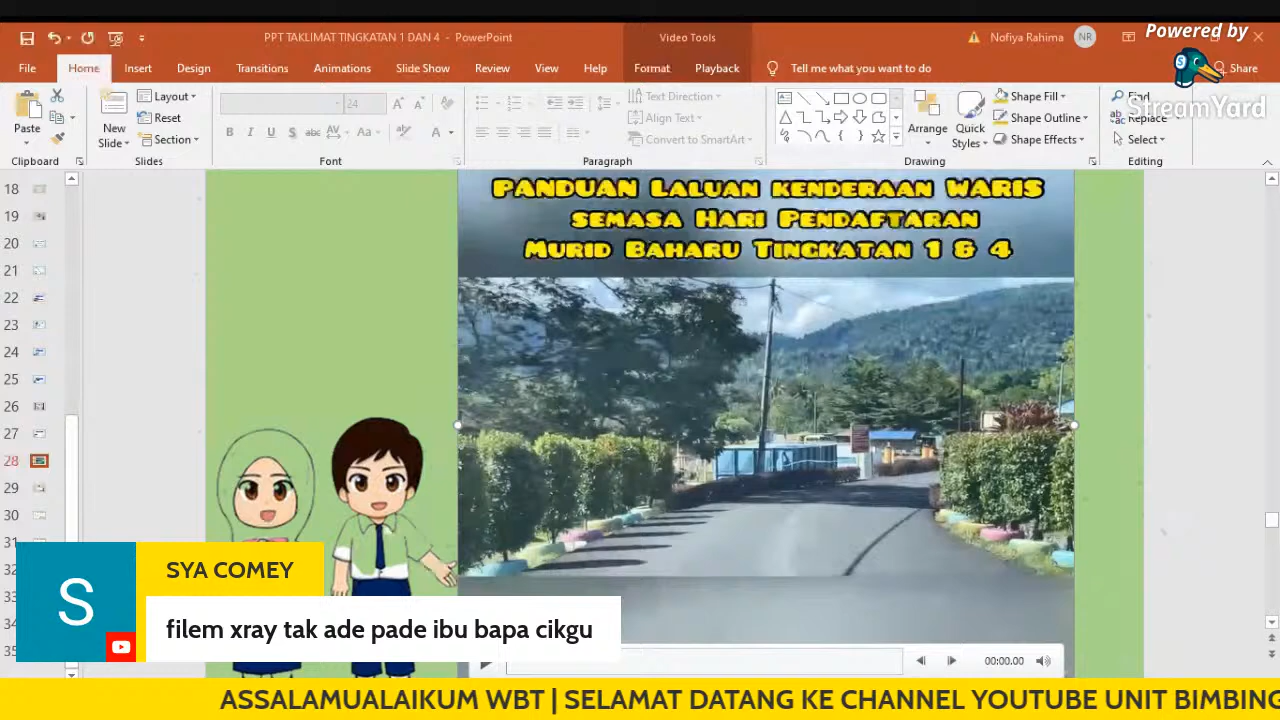 PPT TAKLIMAT TINGKATAN 1 DAN 4 - PowerPoint
Video Tools
Nofiya Rahima
NR
Powered by
StreamYard
File
Home
Insert
Design
Transitions
Animations
Slide Show
Review
View
Help
Format
Playback
Tell me what you want to do
Share
Paste
New
Slide
Layout
Reset
Section
24
B I U S abc AV Aa A
Text Direction
Align Text
Convert to SmartArt
Arrange
Quick
Styles
Shape Fill
Shape Outline
Shape Effects
Find
Replace
Select
Clipboard
Slides
Font
Paragraph
Drawing
Editing
18
19
20
21
22
23
24
25
26
27
28
29
30
31
32
33
34
35
PANDUAN LALUAN KENDERAAN WARIS
SEMASA HARI PENDAFTARAN
MURID BAHARU TINGKATAN 1 & 4
00:00.00
S
SYA COMEY
filem xray tak ade pade ibu bapa cikgu
ASSALAMUALAIKUM WBT | SELAMAT DATANG KE CHANNEL YOUTUBE UNIT BIMBING